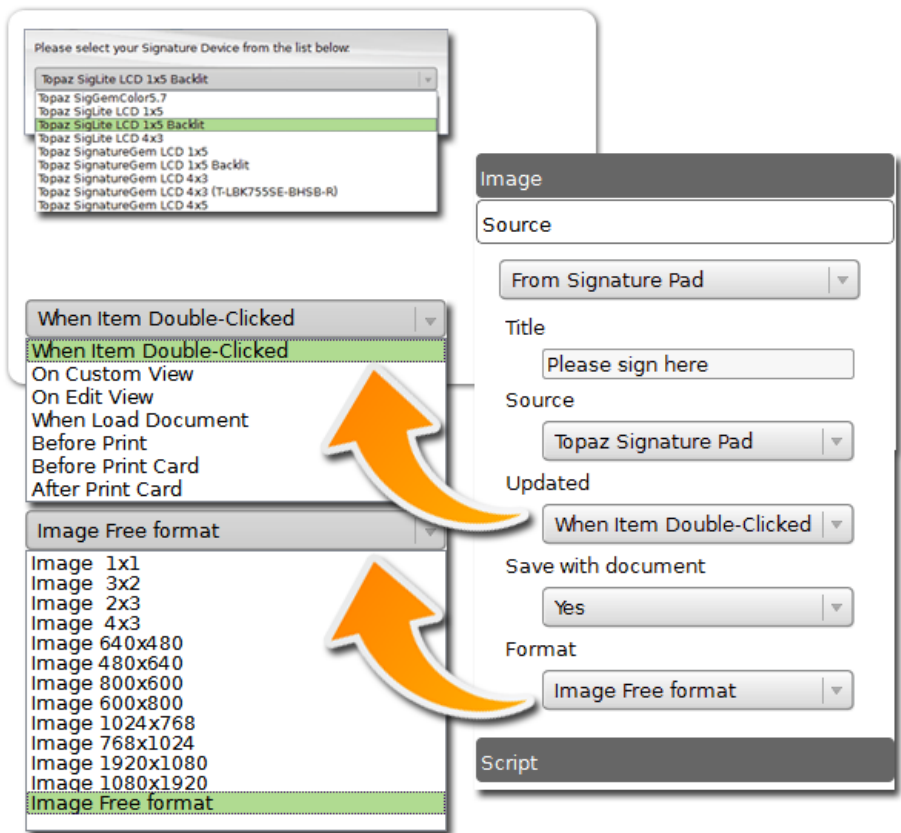 Please select your Signature Device from the list below:
Topaz SigLite LCD 1x5 Backlit
Topaz SigGemColor5.7
Topaz SigLite LCD 1x5
Topaz SigLite LCD 1x5 Backlit
Topaz SigLite LCD 4x3
Topaz SignatureGem LCD 1x5
Topaz SignatureGem LCD 1x5 Backlit
Topaz SignatureGem LCD 4x3
Topaz SignatureGem LCD 4x3 (T-LBK755SE-BHSB-R)
Topaz SignatureGem LCD 4x5
When Item Double-Clicked
When Item Double-Clicked
On Custom View
On Edit View
When Load Document
Before Print
Before Print Card
After Print Card
Image Free format
Image 1x1
Image 3x2
Image 2x3
Image 4x3
Image 640x480
Image 480x640
Image 800x600
Image 600x800
Image 1024x768
Image 768x1024
Image 1920x1080
Image 1080x1920
Image Free format
Image
Source
From Signature Pad
Title
Please sign here
Source
Topaz Signature Pad
Updated
When Item Double-Clicked
Save with document
Yes
Format
Image Free format
Script